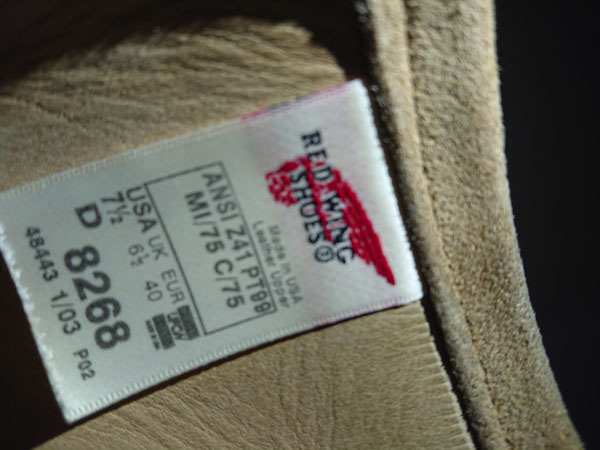 RED WING
SHOES®
Made in USA
Leather Upper
ANSI Z41 PT99
MI/75 C/75
USA UK EUR
7½ 6½ 40
D 8268
48443 1/03 P02